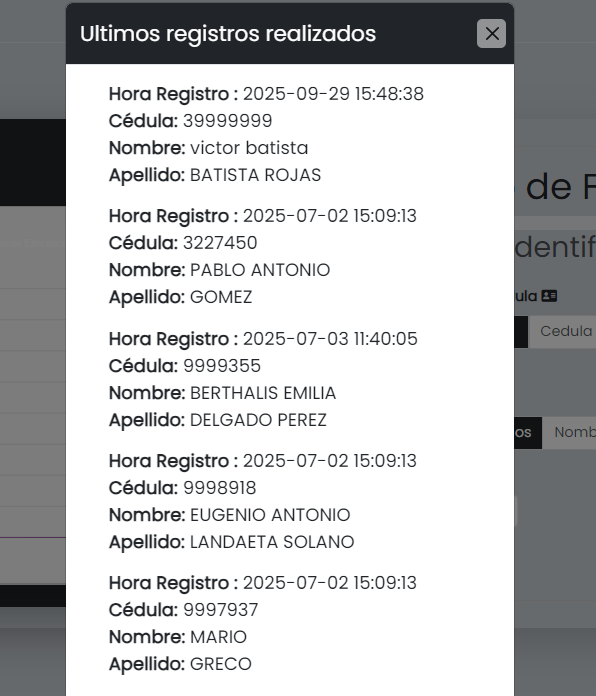 Ultimos registros realizados
Hora Registro : 2025-09-29 15:48:38
Cédula: 39999999
Nombre: victor batista
Apellido: BATISTA ROJAS
Hora Registro : 2025-07-02 15:09:13
Cédula: 3227450
Nombre: PABLO ANTONIO
Apellido: GOMEZ
Hora Registro : 2025-07-03 11:40:05
Cédula: 9999355
Nombre: BERTHALIS EMILIA
Apellido: DELGADO PEREZ
Hora Registro : 2025-07-02 15:09:13
Cédula: 9998918
Nombre: EUGENIO ANTONIO
Apellido: LANDAETA SOLANO
Hora Registro : 2025-07-02 15:09:13
Cédula: 9997937
Nombre: MARIO
Apellido: GRECO
de
Cedula